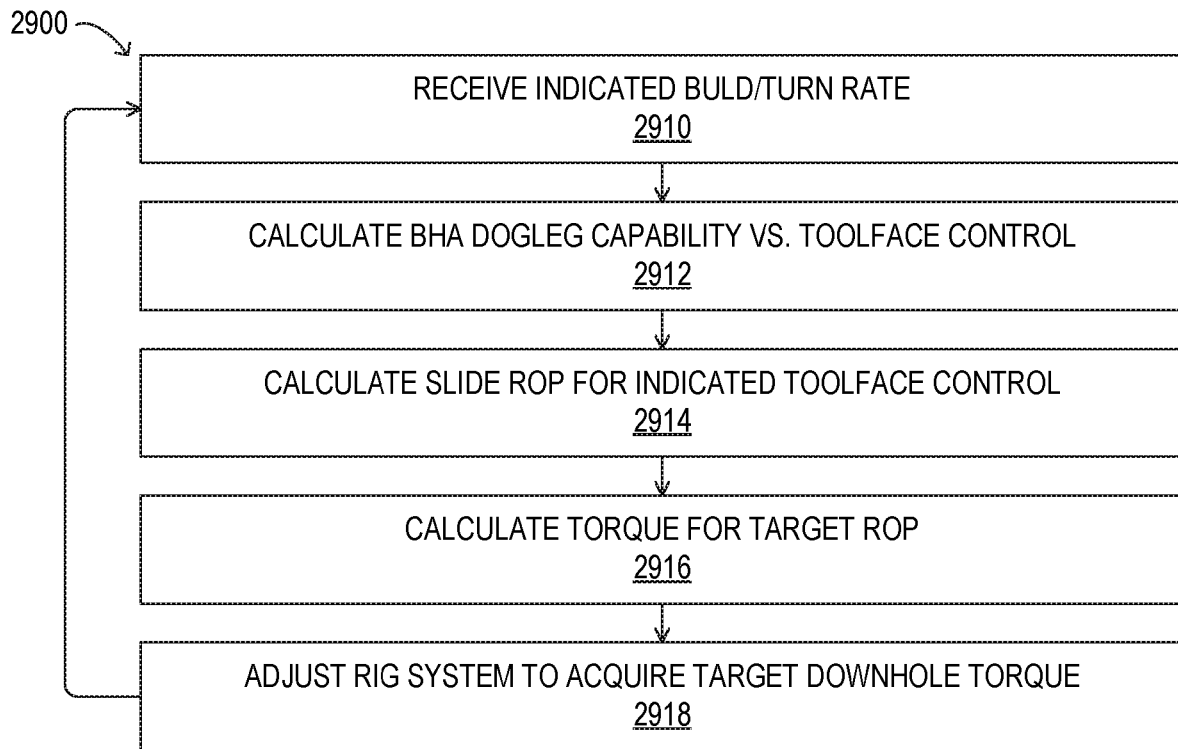 2900
RECEIVE INDICATED BULD/TURN RATE
2910
CALCULATE BHA DOGLEG CAPABILITY VS. TOOLFACE CONTROL
2912
CALCULATE SLIDE ROP FOR INDICATED TOOLFACE CONTROL
2914
CALCULATE TORQUE FOR TARGET ROP
2916
ADJUST RIG SYSTEM TO ACQUIRE TARGET DOWNHOLE TORQUE
2918